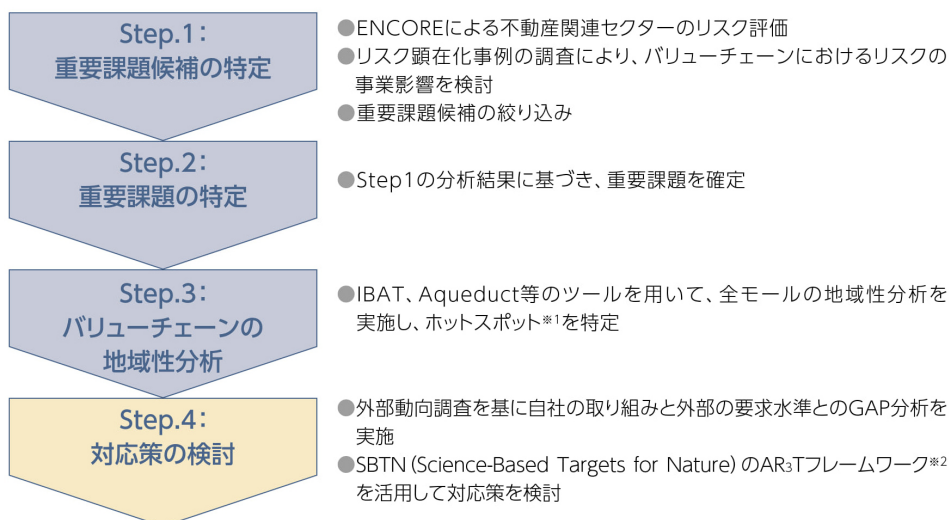 Step.1：
重要課題候補の特定
●ENCOREによる不動産関連セクターのリスク評価
●リスク顕在化事例の調査により、バリューチェーンにおけるリスクの
事業影響を検討
●重要課題候補の絞り込み
Step.2：
重要課題の特定
●Step1の分析結果に基づき、重要課題を確定
Step.3：
バリューチェーンの
地域性分析
●IBAT、Aqueduct等のツールを用いて、全モールの地域性分析を
実施し、ホットスポット※1を特定
Step.4：
対応策の検討
●外部動向調査を基に自社の取り組みと外部の要求水準とのGAP分析を
実施
●SBTN（Science-Based Targets for Nature）のAR3Tフレームワーク※2
を活用して対応策を検討